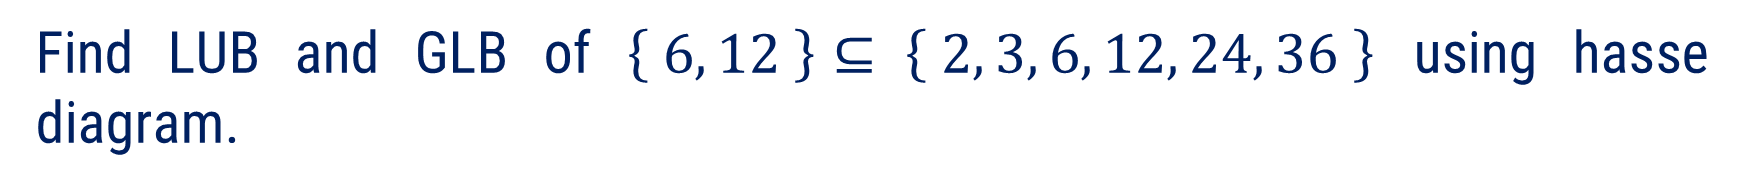 Find LUB and GLB of { 6, 12 } ⊆ { 2, 3, 6, 12, 24, 36 } using hasse
diagram.